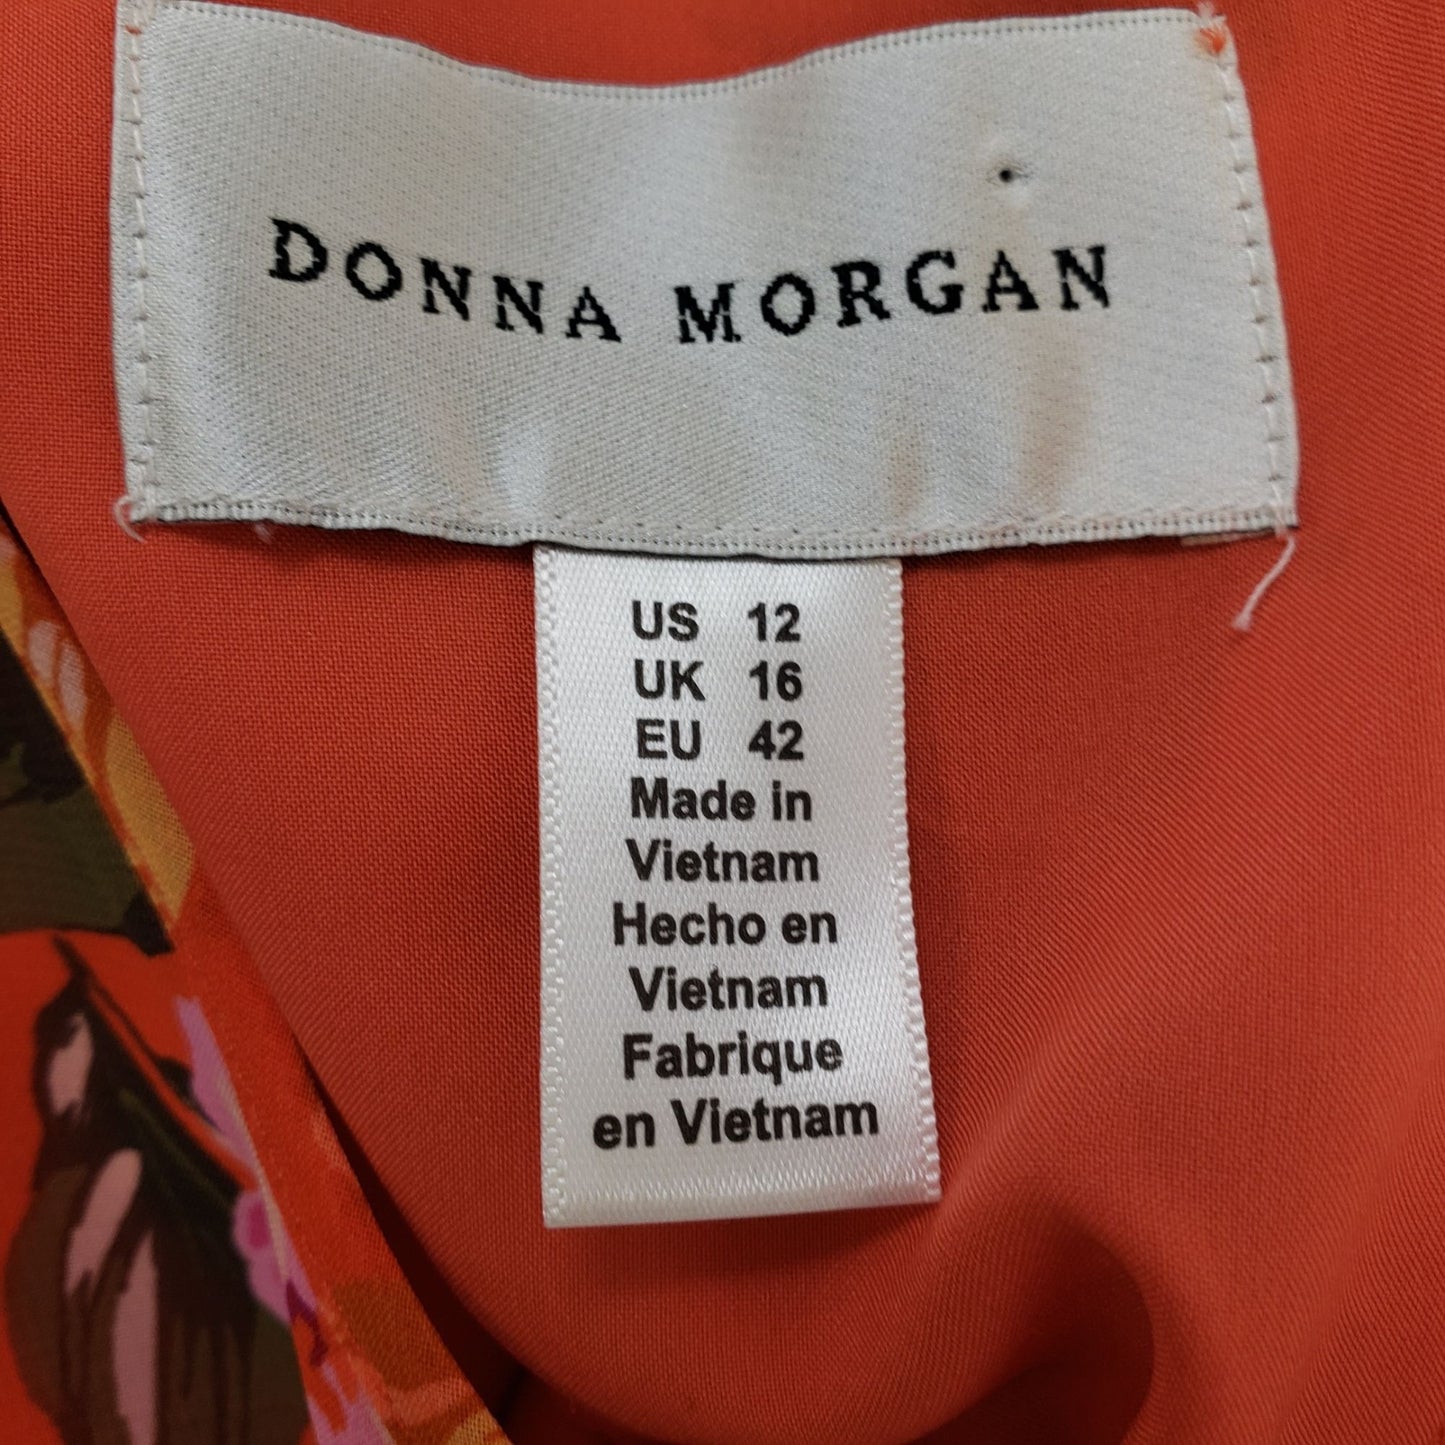 DONNA MORGAN
US 12
UK 16
EU 42
Made in
Vietnam
Hecho en
Vietnam
Fabrique
en Vietnam